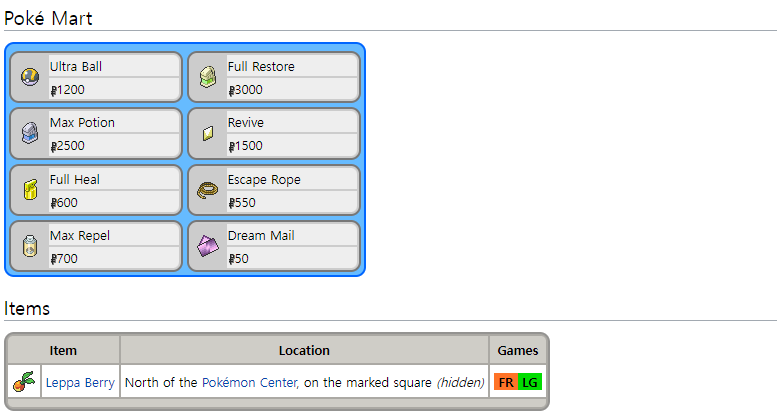 Poké Mart
Ultra Ball
₽1200
Full Restore
₽3000
Max Potion
₽2500
Revive
₽1500
Full Heal
₽600
Escape Rope
₽550
Max Repel
₽700
Dream Mail
₽50
Items
Item Location Games
Leppa Berry North of the Pokémon Center, on the marked square (hidden) FR LG